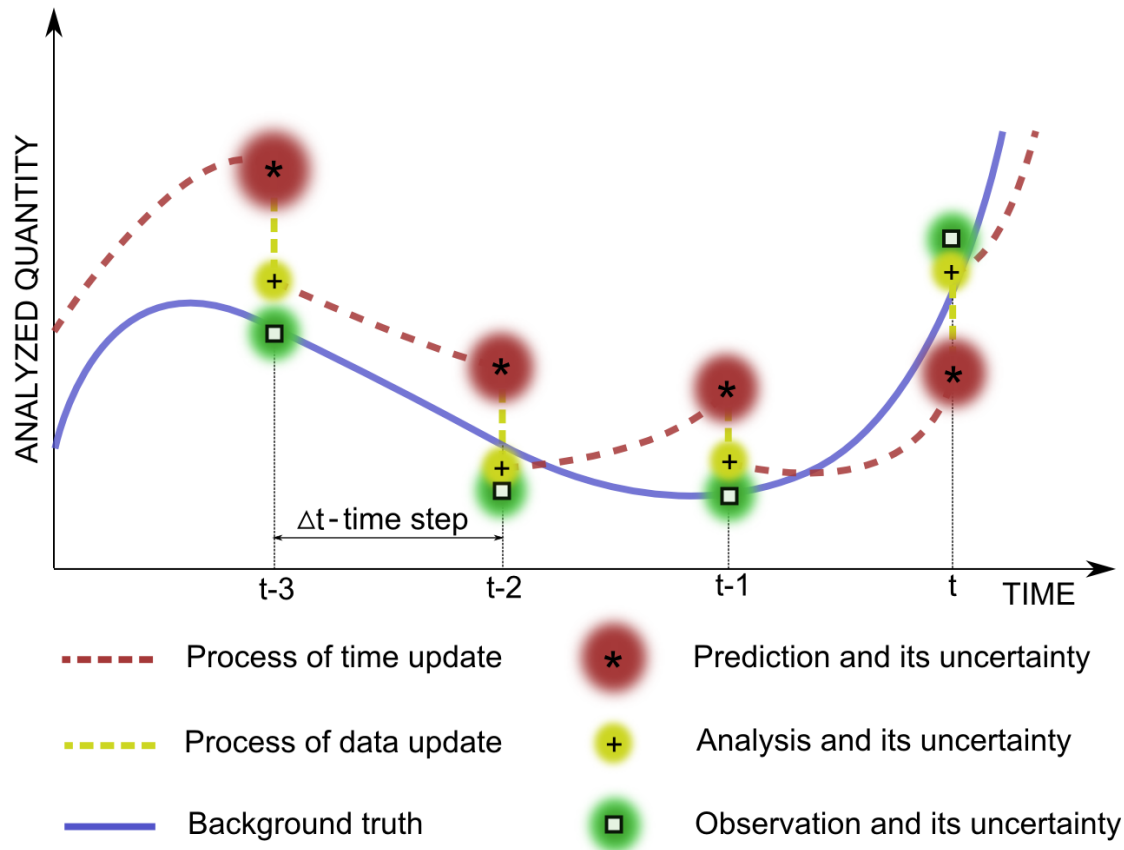 ANALYZED QUANTITY
Δt-time step
t-3
t-2
t-1
t
TIME
Process of time update
Prediction and its uncertainty
Process of data update
Analysis and its uncertainty
Background truth
Observation and its uncertainty